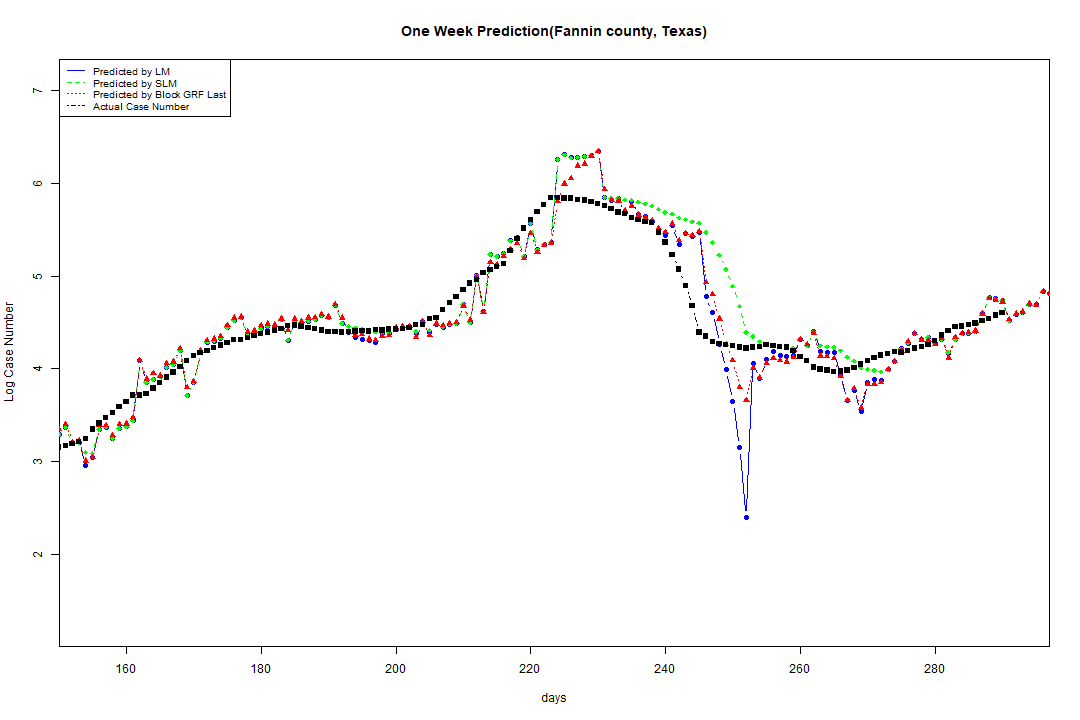 One Week Prediction(Fannin county, Texas)
Predicted by LM
Predicted by SLM
Predicted by Block GRF Last
Actual Case Number
7
6
5
4
3
2
Log Case Number
160 180 200 220 240 260 280
days